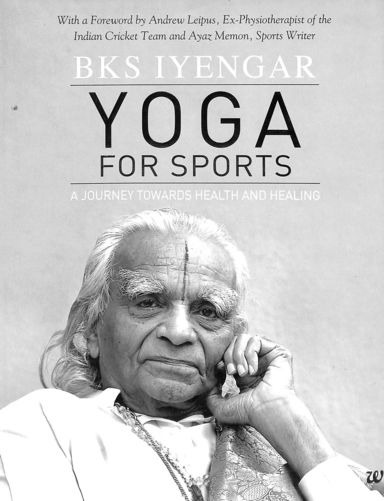 With a Foreword by Andrew Leipus, Ex-Physiotherapist of the
Indian Cricket Team and Ayaz Memon, Sports Writer
BKS IYENGAR
YOGA
FOR SPORTS
A JOURNEY TOWARDS HEALTH AND HEALING
w